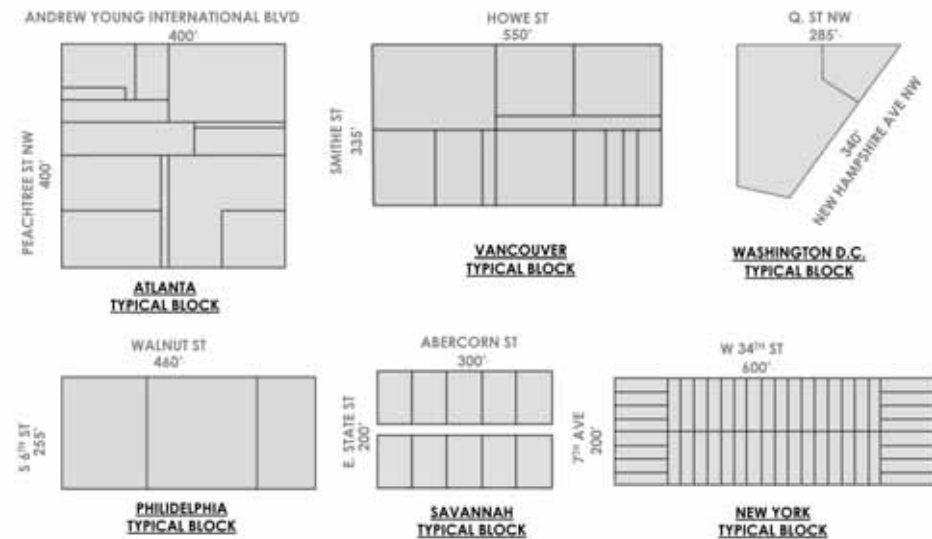 ANDREW YOUNG INTERNATIONAL BLVD
400'
PEACHTREE ST NW
400'
ATLANTA
TYPICAL BLOCK
HOWE ST
550'
SMITHE ST
335'
VANCOUVER
TYPICAL BLOCK
Q. ST NW
285'
340'
NEW HAMPSHIRE AVE NW
WASHINGTON D.C.
TYPICAL BLOCK
WALNUT ST
460'
S 6TH ST
255'
PHILIDELPHIA
TYPICAL BLOCK
ABERCORN ST
300'
E. STATE ST
200'
SAVANNAH
TYPICAL BLOCK
W 34TH ST
600'
7TH AVE
200'
NEW YORK
TYPICAL BLOCK